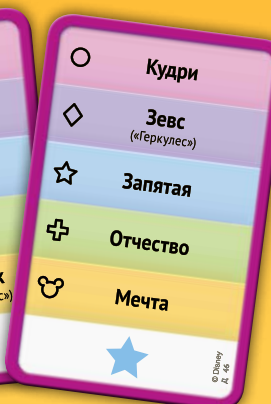 Кудри
Зевс
(«Геркулес»)
Запятая
Отчество
Мечта
© Disney
Д 46